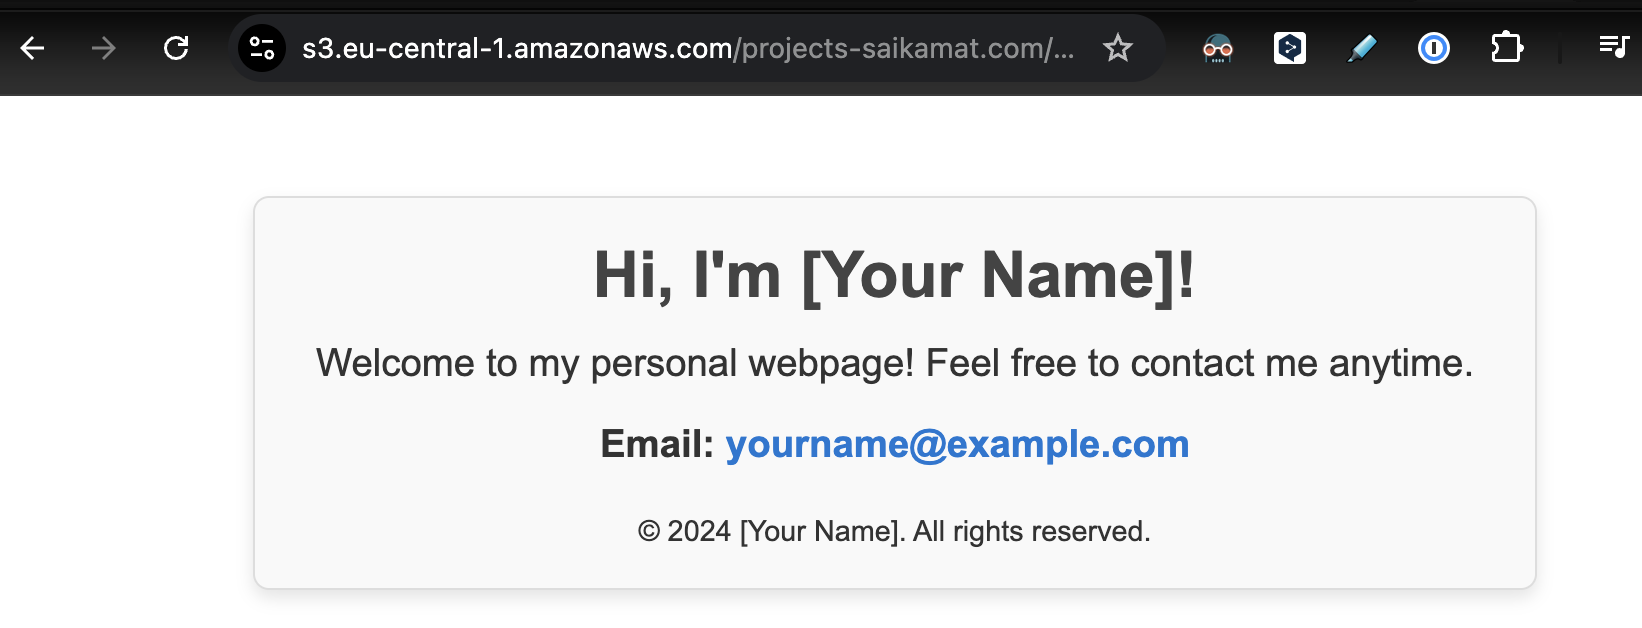 s3.eu-central-1.amazonaws.com/projects-saikamat.com/...
Hi, I'm [Your Name]!
Welcome to my personal webpage! Feel free to contact me anytime.
Email: yourname@example.com
© 2024 [Your Name]. All rights reserved.